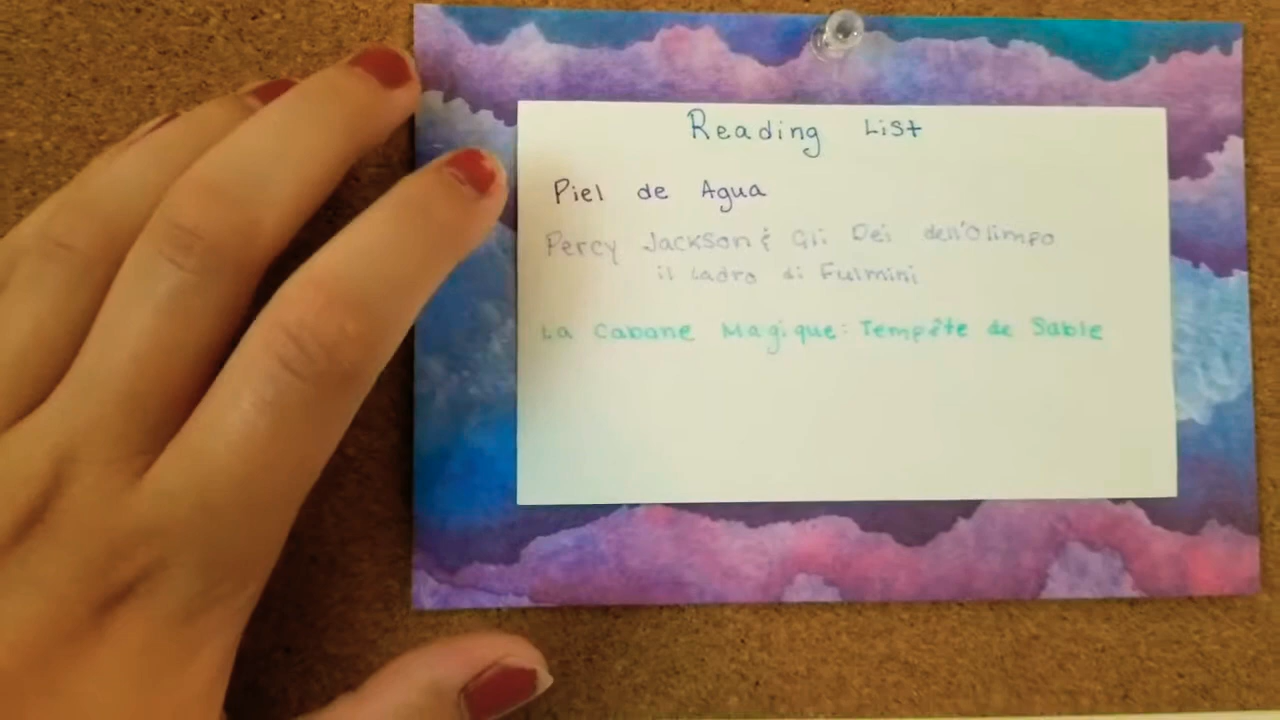 Reading List
Piel de Agua
Percy Jackson & Gli Dei dell'Olimpo
il Ladro di Fulmini
La Cabane Magique: Tempête de Sable